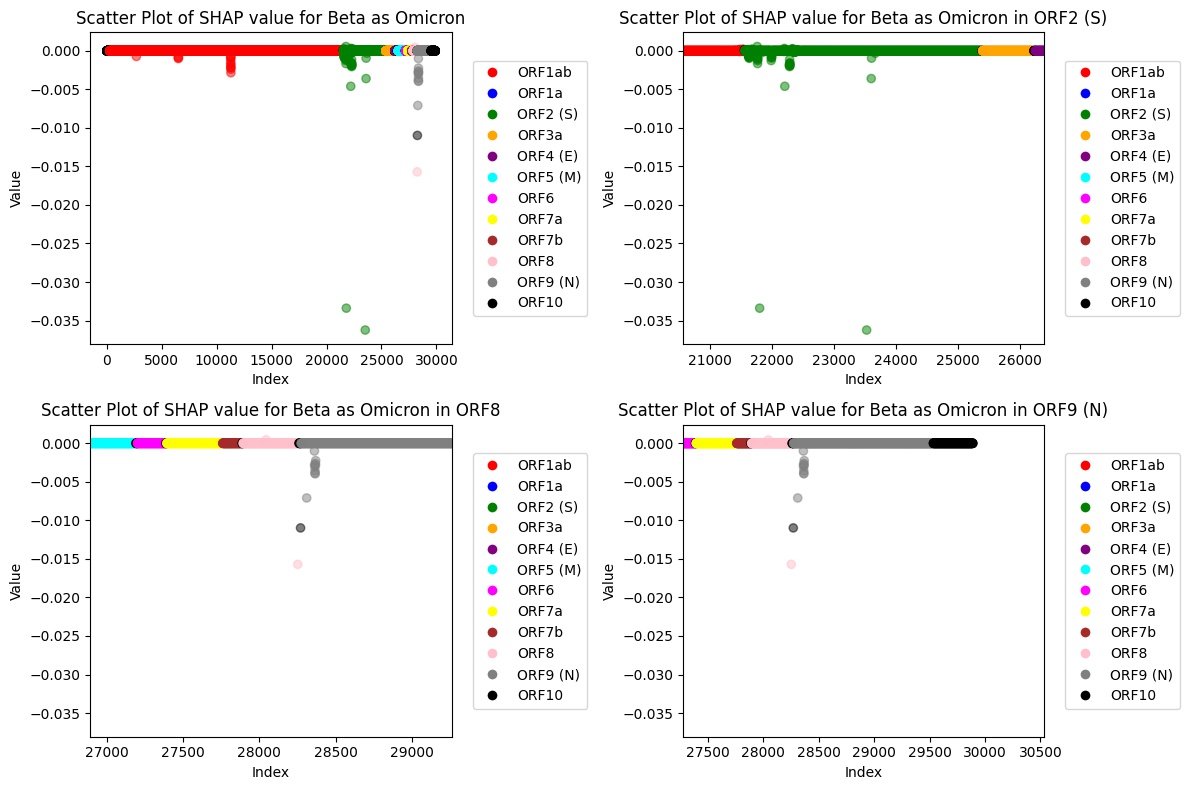 Scatter Plot of SHAP value for Beta as Omicron
Value
0.000
−0.005
−0.010
−0.015
−0.020
−0.025
−0.030
−0.035
0 5000 10000 15000 20000 25000 30000
Index
ORF1ab
ORF1a
ORF2 (S)
ORF3a
ORF4 (E)
ORF5 (M)
ORF6
ORF7a
ORF7b
ORF8
ORF9 (N)
ORF10
Scatter Plot of SHAP value for Beta as Omicron in ORF2 (S)
Value
0.000
−0.005
−0.010
−0.015
−0.020
−0.025
−0.030
−0.035
21000 22000 23000 24000 25000 26000
Index
ORF1ab
ORF1a
ORF2 (S)
ORF3a
ORF4 (E)
ORF5 (M)
ORF6
ORF7a
ORF7b
ORF8
ORF9 (N)
ORF10
Scatter Plot of SHAP value for Beta as Omicron in ORF8
Value
0.000
−0.005
−0.010
−0.015
−0.020
−0.025
−0.030
−0.035
27000 27500 28000 28500 29000
Index
ORF1ab
ORF1a
ORF2 (S)
ORF3a
ORF4 (E)
ORF5 (M)
ORF6
ORF7a
ORF7b
ORF8
ORF9 (N)
ORF10
Scatter Plot of SHAP value for Beta as Omicron in ORF9 (N)
Value
0.000
−0.005
−0.010
−0.015
−0.020
−0.025
−0.030
−0.035
27500 28000 28500 29000 29500 30000 30500
Index
ORF1ab
ORF1a
ORF2 (S)
ORF3a
ORF4 (E)
ORF5 (M)
ORF6
ORF7a
ORF7b
ORF8
ORF9 (N)
ORF10